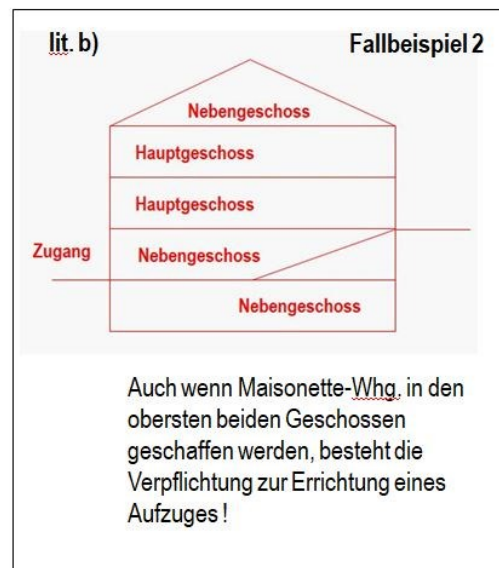 lit. b) Fallbeispiel 2
Nebengeschoss
Hauptgeschoss
Hauptgeschoss
Zugang Nebengeschoss
Nebengeschoss
Auch wenn Maisonette-Whg. in den
obersten beiden Geschossen
geschaffen werden, besteht die
Verpflichtung zur Errichtung eines
Aufzuges !